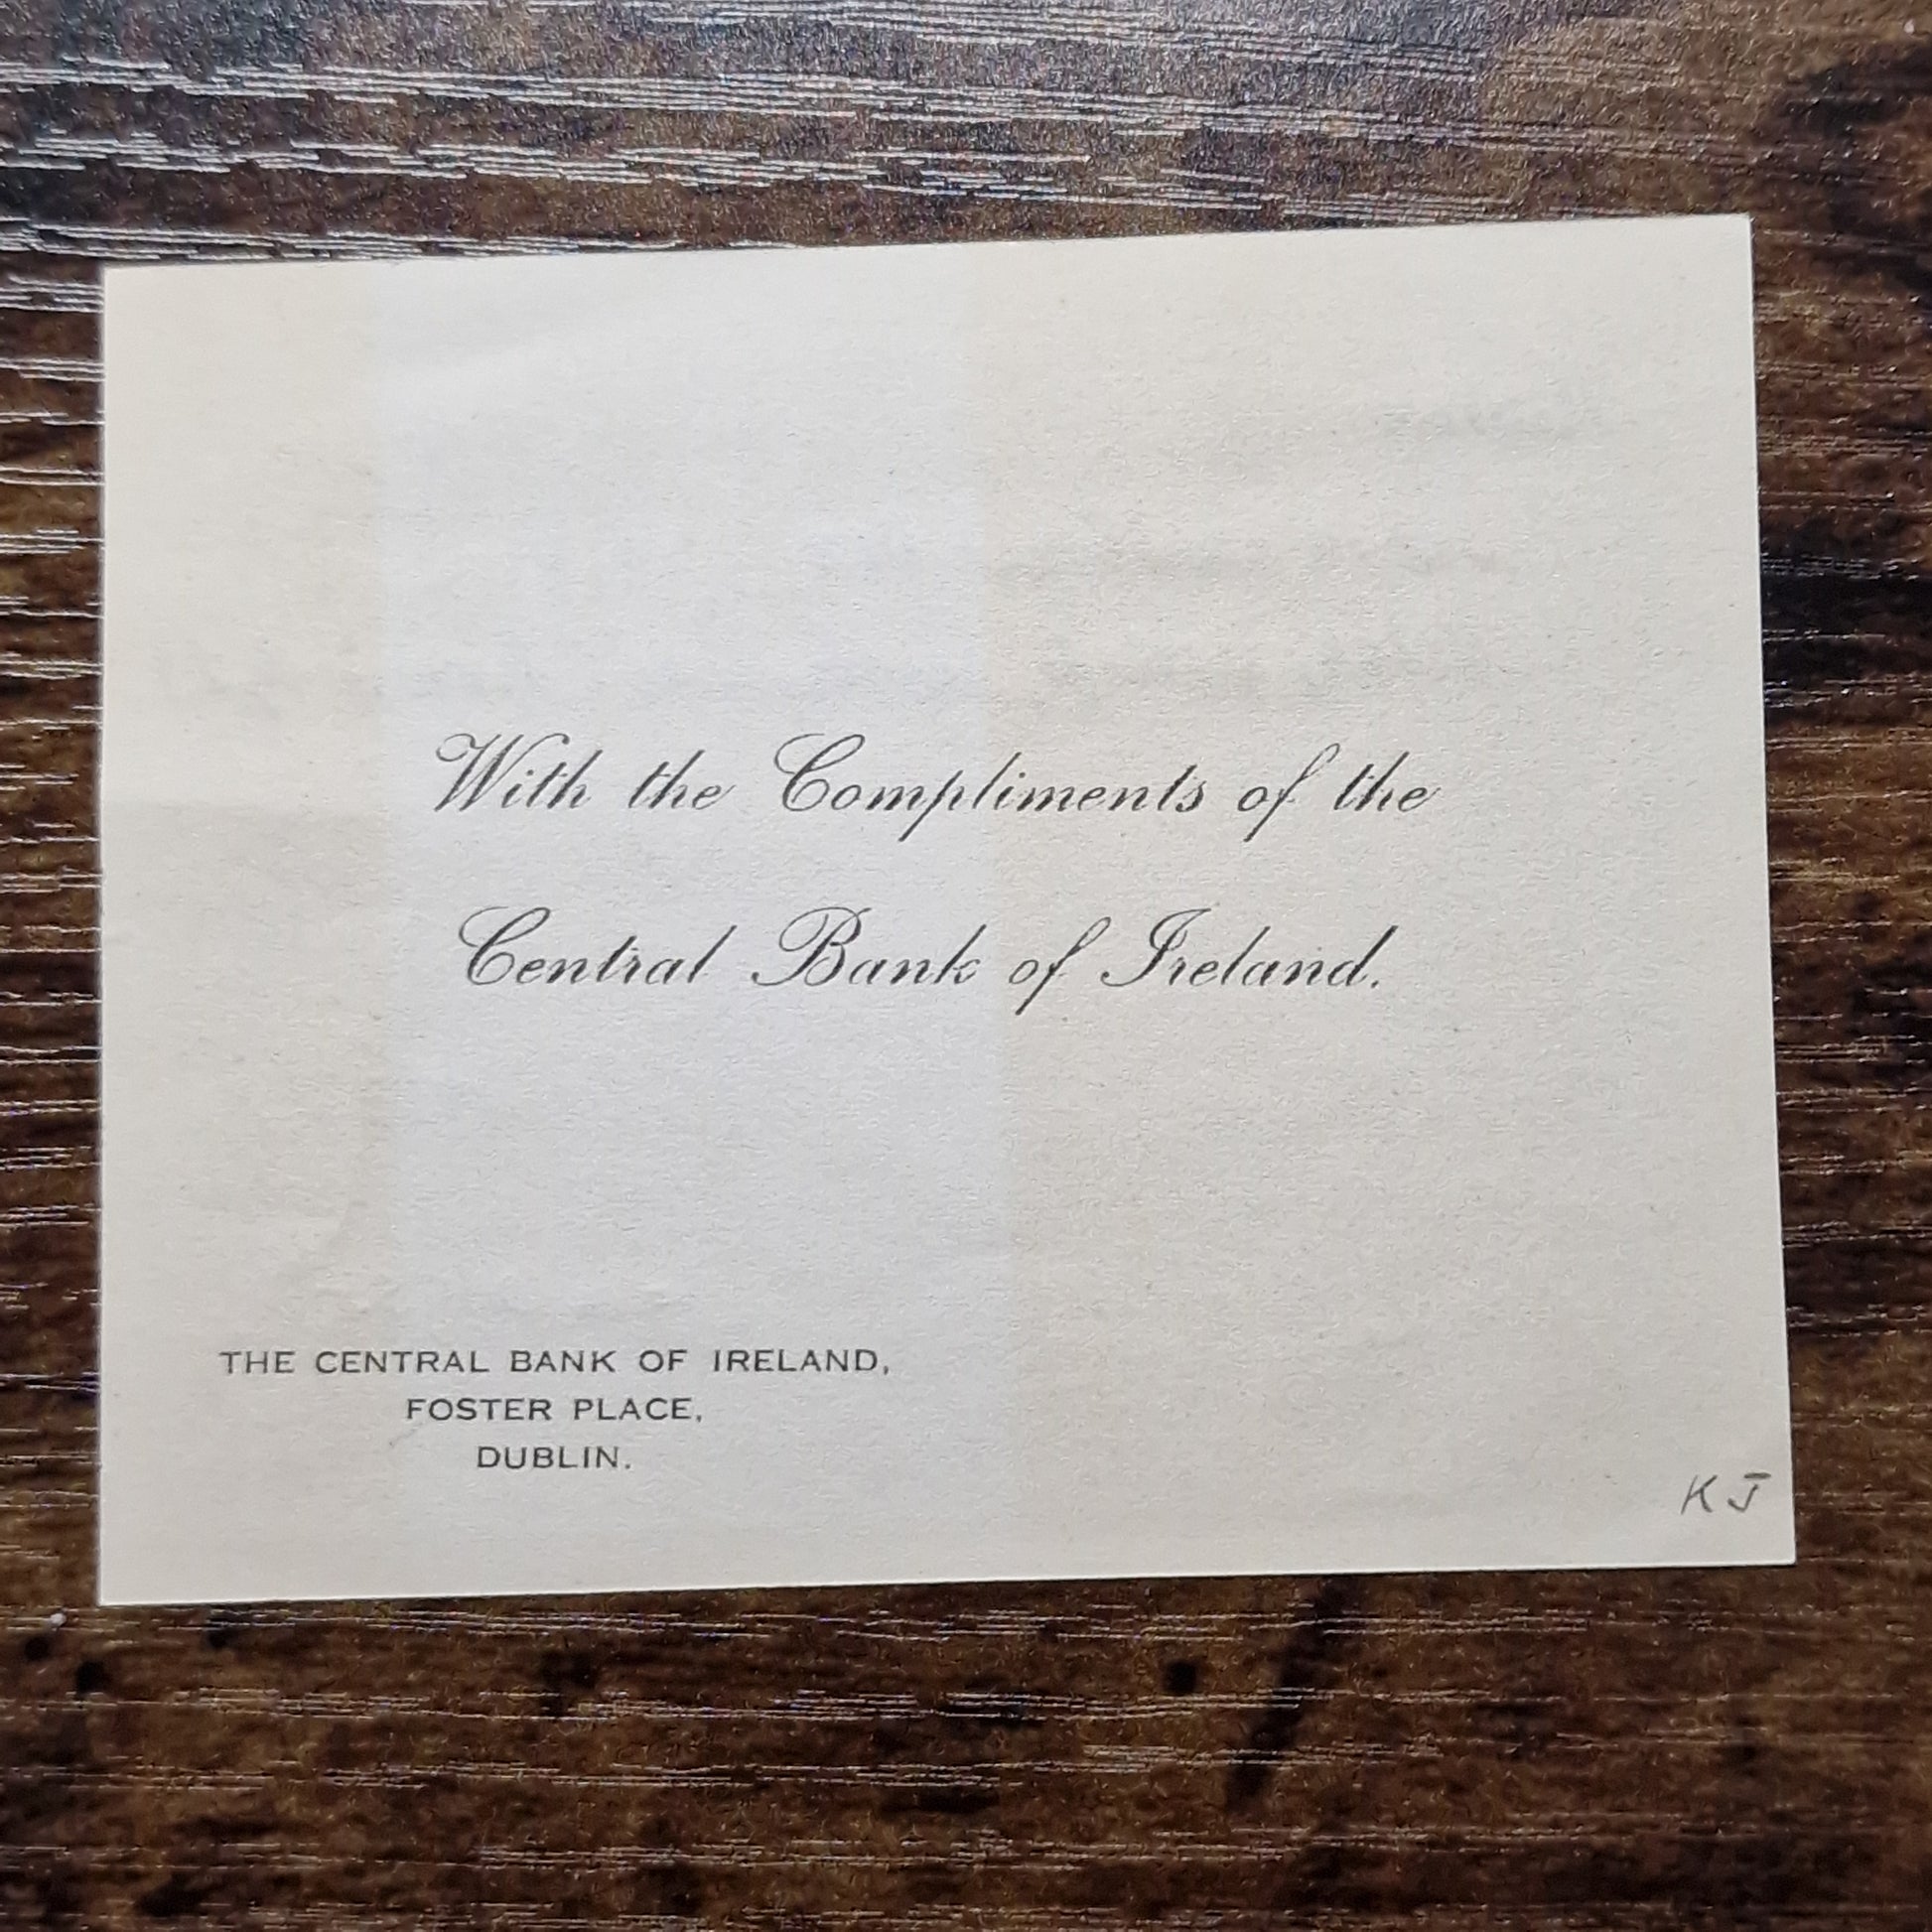 With the Compliments of the
Central Bank of Ireland.
THE CENTRAL BANK OF IRELAND,
FOSTER PLACE,
DUBLIN.
KJ